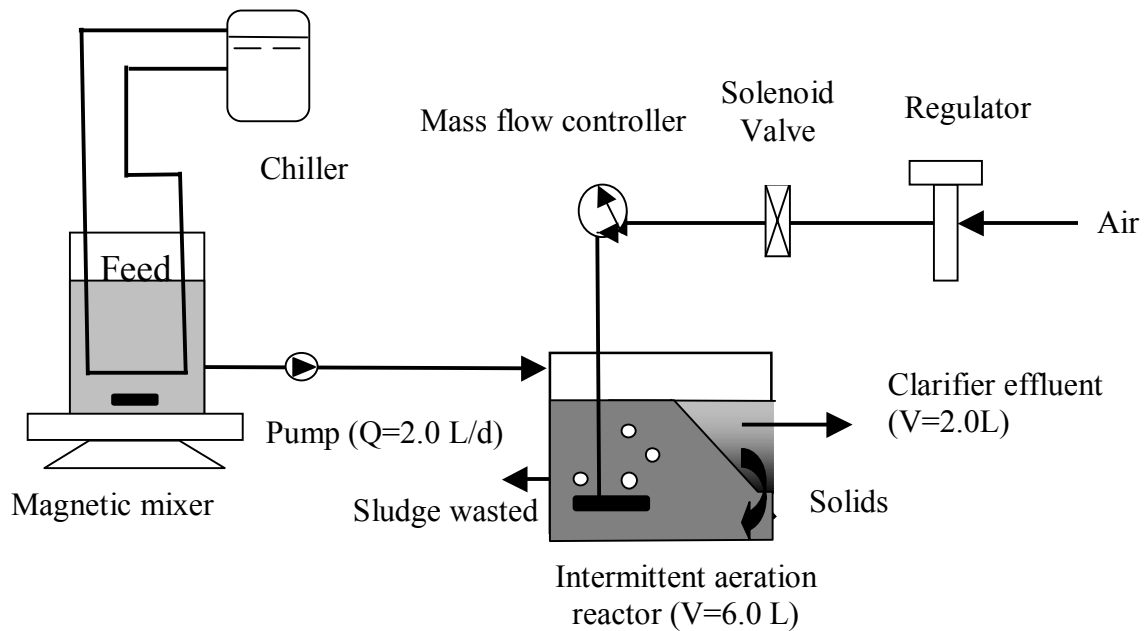 Chiller
Mass flow controller
Solenoid
Valve
Regulator
Air
Feed
Pump (Q=2.0 L/d)
Magnetic mixer
Sludge wasted
Clarifier effluent
(V=2.0L)
Solids
Intermittent aeration
reactor (V=6.0 L)